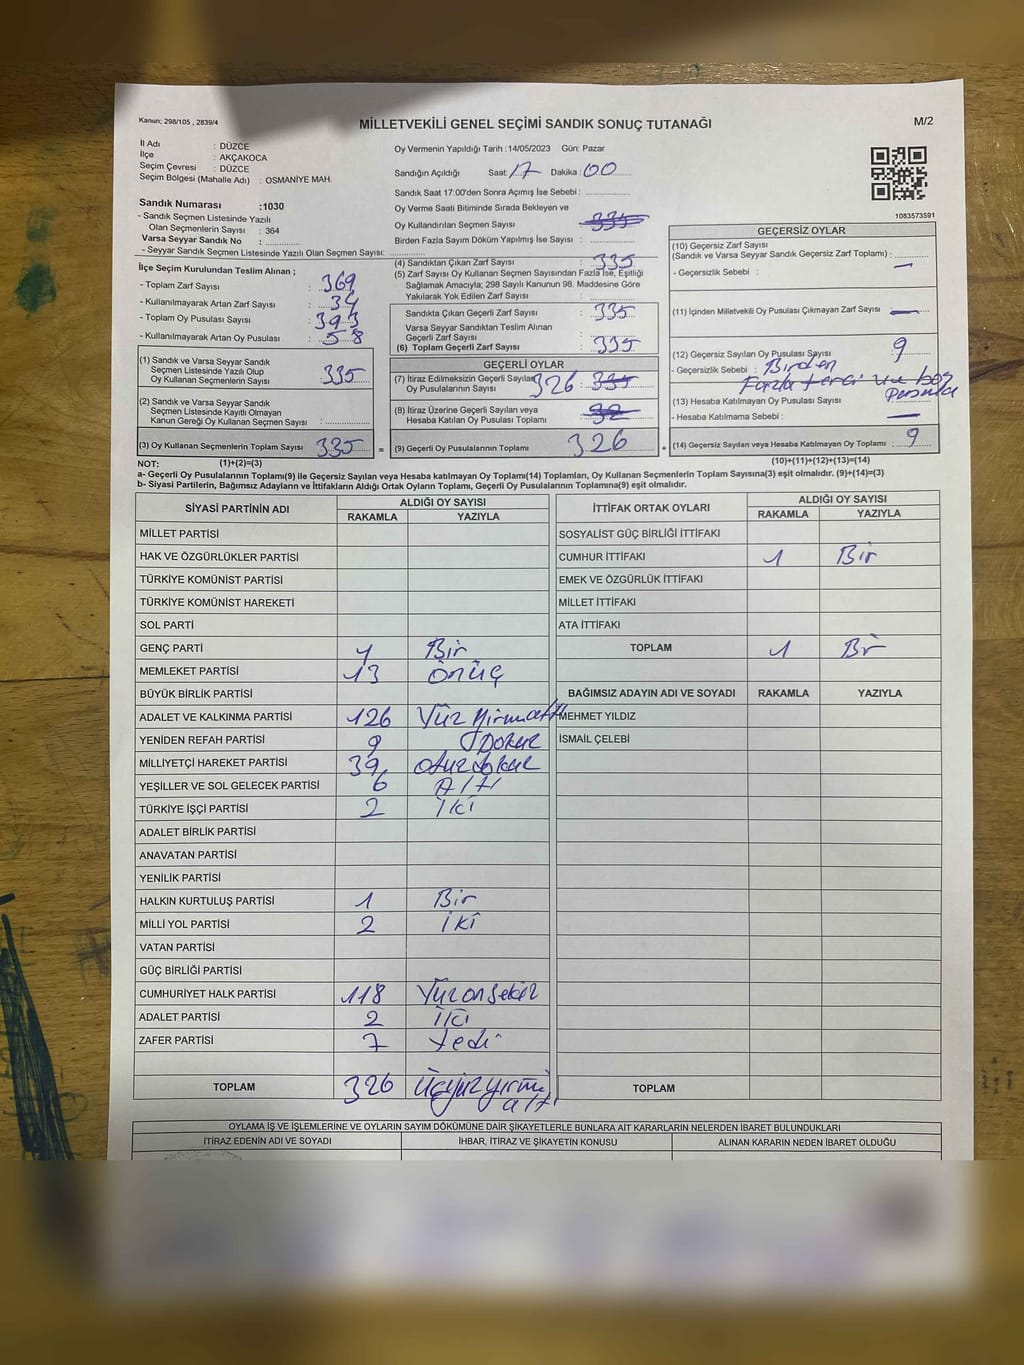 Kanun; 298/105 , 2839/4
MİLLETVEKİLİ GENEL SEÇİMİ SANDIK SONUÇ TUTANAĞI
M/2
İl Adı : DÜZCE
İlçe : AKÇAKOCA
Seçim Çevresi : DÜZCE
Seçim Bölgesi (Mahalle Adı) : OSMANİYE MAH.
Oy Vermenin Yapıldığı Tarih :14/05/2023 Gün: Pazar
Sandığın Açıldığı Saat: 17 Dakika : 00
Sandık Saat 17:00'den Sonra Açımış İse Sebebi :
Sandık Numarası :1030
- Sandık Seçmen Listesinde Yazılı
Olan Seçmenlerin Sayısı : 364
Varsa Seyyar Sandık No :
- Seyyar Sandık Seçmen Listesinde Yazılı Olan Seçmen Sayısı:
Oy Verme Saati Bitiminde Sırada Bekleyen ve
Oy Kullandırılan Seçmen Sayısı : 335
Birden Fazla Sayım Döküm Yapılmış İse Sayısı :
1083573591
İlçe Seçim Kurulundan Teslim Alınan ;
- Toplam Zarf Sayısı : 369
- Kullanılmayarak Artan Zarf Sayısı : 34
- Toplam Oy Pusulası Sayısı : 393
- Kullanılmayarak Artan Oy Pusulası : 58
(4) Sandıktan Çıkan Zarf Sayısı : 335
(5) Zarf Sayısı Oy Kullanan Seçmen Sayısından Fazla İse, Eşitliği
Sağlamak Amacıyla; 298 Sayılı Kanunun 98. Maddesine Göre
Yakılarak Yok Edilen Zarf Sayısı :
Sandıkta Çıkan Geçerli Zarf Sayısı : 335
Varsa Seyyar Sandıktan Teslim Alınan
Geçerli Zarf Sayısı :
(6) Toplam Geçerli Zarf Sayısı : 335
GEÇERSİZ OYLAR
(10) Geçersiz Zarf Sayısı
(Sandık ve Varsa Seyyar Sandık Geçersiz Zarf Toplamı) : —
- Geçersizlik Sebebi :
(11) İçinden Milletvekili Oy Pusulası Çıkmayan Zarf Sayısı —
(12) Geçersiz Sayılan Oy Pusulası Sayısı : 9
- Geçersizlik Sebebi : Birden
Fazla tercih ve boş
Pusula
(13) Hesaba Katılmayan Oy Pusulası Sayısı
- Hesaba Katılmama Sebebi : —
(14) Geçersiz Sayılan veya Hesaba Katılmayan Oy Toplamı : 9
(10)+(11)+(12)+(13)=(14)
(1) Sandık ve Varsa Seyyar Sandık
Seçmen Listesinde Yazılı Olup
Oy Kullanan Seçmenlerin Sayısı :335
(2) Sandık ve Varsa Seyyar Sandık
Seçmen Listesinde Kayıtlı Olmayan
Kanun Gereği Oy Kullanan Seçmen Sayısı :
(3) Oy Kullanan Seçmenlerin Toplam Sayısı : 335
GEÇERLİ OYLAR
(7) İtiraz Edilmeksizin Geçerli Sayılan
Oy Pusulalarının Sayısı 326 335
(8) İtiraz Üzerine Geçerli Sayılan veya
Hesaba Katılan Oy Pusulası Toplamı :
= (9) Geçerli Oy Pusulalarının Toplamı : 326 +
NOT: (1)+(2)=(3)
a- Geçerli Oy Pusulalarının Toplamı(9) ile Geçersiz Sayılan veya Hesaba katılmayan Oy Toplamı(14) Toplamları, Oy Kullanan Seçmenlerin Toplam Sayısına(3) eşit olmalıdır. (9)+(14)=(3)
b- Siyasi Partilerin, Bağımsız Adayların ve İttifakların Aldığı Ortak Oyların Toplamı, Geçerli Oy Pusulalarının Toplamına(9) eşit olmalıdır.
SİYASİ PARTİNİN ADI ALDIĞI OY SAYISI
RAKAMLA YAZIYLA
MİLLET PARTİSİ
HAK VE ÖZGÜRLÜKLER PARTİSİ
TÜRKİYE KOMÜNİST PARTİSİ
TÜRKİYE KOMÜNİST HAREKETİ
SOL PARTİ
GENÇ PARTİ 1 Bir
MEMLEKET PARTİSİ 13 Onüç
BÜYÜK BİRLİK PARTİSİ
ADALET VE KALKINMA PARTİSİ 126 Yüz Yirmi altı
YENİDEN REFAH PARTİSİ 9 Dokuz
MİLLİYETÇİ HAREKET PARTİSİ 39 Otuzdokuz
YEŞİLLER VE SOL GELECEK PARTİSİ 6 Altı
TÜRKİYE İŞÇİ PARTİSİ 2 İki
ADALET BİRLİK PARTİSİ
ANAVATAN PARTİSİ
YENİLİK PARTİSİ
HALKIN KURTULUŞ PARTİSİ 1 Bir
MİLLİ YOL PARTİSİ 2 İki
VATAN PARTİSİ
GÜÇ BİRLİĞİ PARTİSİ
CUMHURİYET HALK PARTİSİ 118 Yüzonsekiz
ADALET PARTİSİ 2 İki
ZAFER PARTİSİ 7 Yedi
TOPLAM 326 Üçyüzyirmi
altı
İTTİFAK ORTAK OYLARI ALDIĞI OY SAYISI
RAKAMLA YAZIYLA
SOSYALİST GÜÇ BİRLİĞİ İTTİFAKI
CUMHUR İTTİFAKI 1 Bir
EMEK VE ÖZGÜRLÜK İTTİFAKI
MİLLET İTTİFAKI
ATA İTTİFAKI
TOPLAM 1 Bir
BAĞIMSIZ ADAYIN ADI VE SOYADI RAKAMLA YAZIYLA
MEHMET YILDIZ
İSMAİL ÇELEBİ
TOPLAM
OYLAMA İŞ VE İŞLEMLERİNE VE OYLARIN SAYIM DÖKÜMÜNE DAİR ŞİKAYETLERLE BUNLARA AİT KARARLARIN NELERDEN İBARET BULUNDUKLARI
İTİRAZ EDENİN ADI VE SOYADI İHBAR, İTİRAZ VE ŞİKAYETİN KONUSU ALINAN KARARIN NEDEN İBARET OLDUĞU